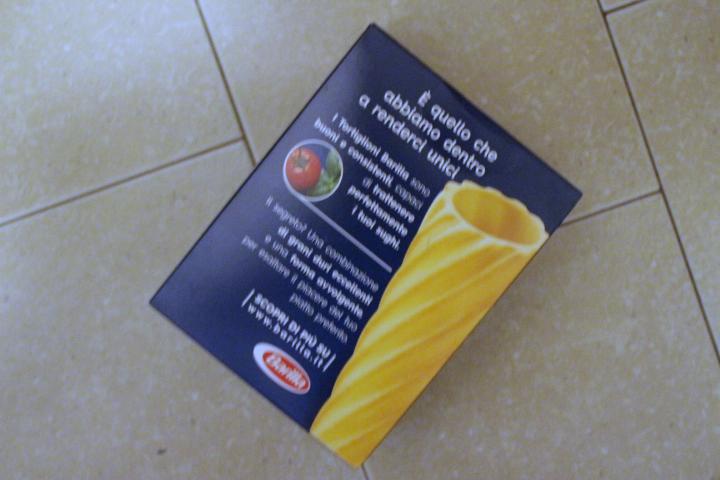 È quello che
abbiamo dentro
a renderci unici.
I Tortiglioni Barilla sono
buoni e consistenti, capaci
di trattenere
perfettamente
i tuoi sughi.
Il segreto? Una combinazione
di grani duri eccellenti
e una forma avvolgente,
per esaltare il piacere del tuo
piatto preferito.
SCOPRI DI PIÙ SU
www.barilla.it
Barilla